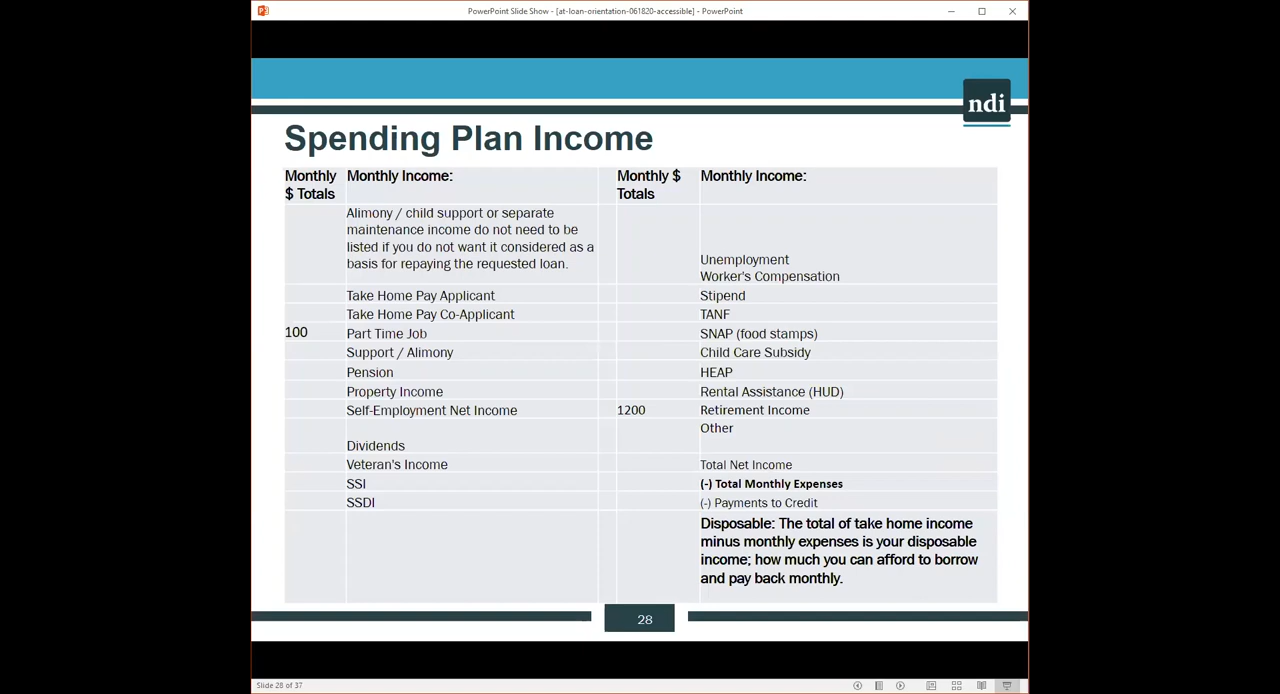 PowerPoint Slide Show - [at-loan-orientation-061820-accessible] - PowerPoint
ndi
Spending Plan Income
Monthly $ Totals
Monthly Income:
Monthly $ Totals
Monthly Income:
Alimony / child support or separate
maintenance income do not need to be
listed if you do not want it considered as a
basis for repaying the requested loan.
Unemployment
Worker's Compensation
Take Home Pay Applicant
Stipend
Take Home Pay Co-Applicant
TANF
100
Part Time Job
SNAP (food stamps)
Support / Alimony
Child Care Subsidy
Pension
HEAP
Property Income
Rental Assistance (HUD)
Self-Employment Net Income
1200
Retirement Income
Dividends
Other
Veteran's Income
Total Net Income
SSI
(-) Total Monthly Expenses
SSDI
(-) Payments to Credit
Disposable: The total of take home income
minus monthly expenses is your disposable
income; how much you can afford to borrow
and pay back monthly.
28
Slide 28 of 37